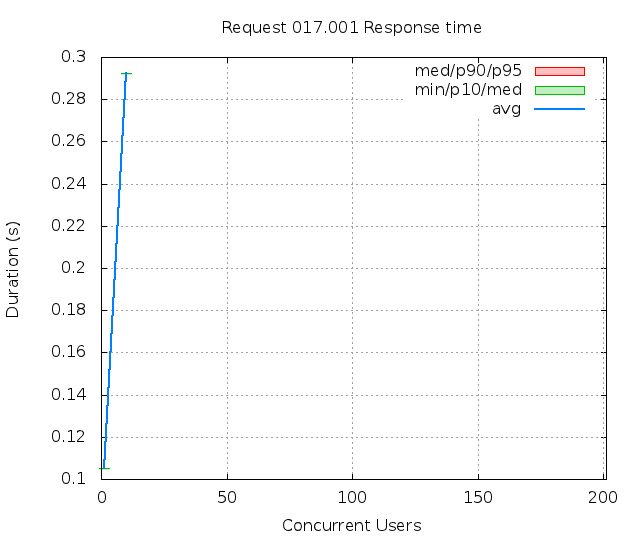 Request 017.001 Response time
med/p90/p95
min/p10/med
avg
Duration (s)
0.3
0.28
0.26
0.24
0.22
0.2
0.18
0.16
0.14
0.12
0.1
0 50 100 150 200
Concurrent Users